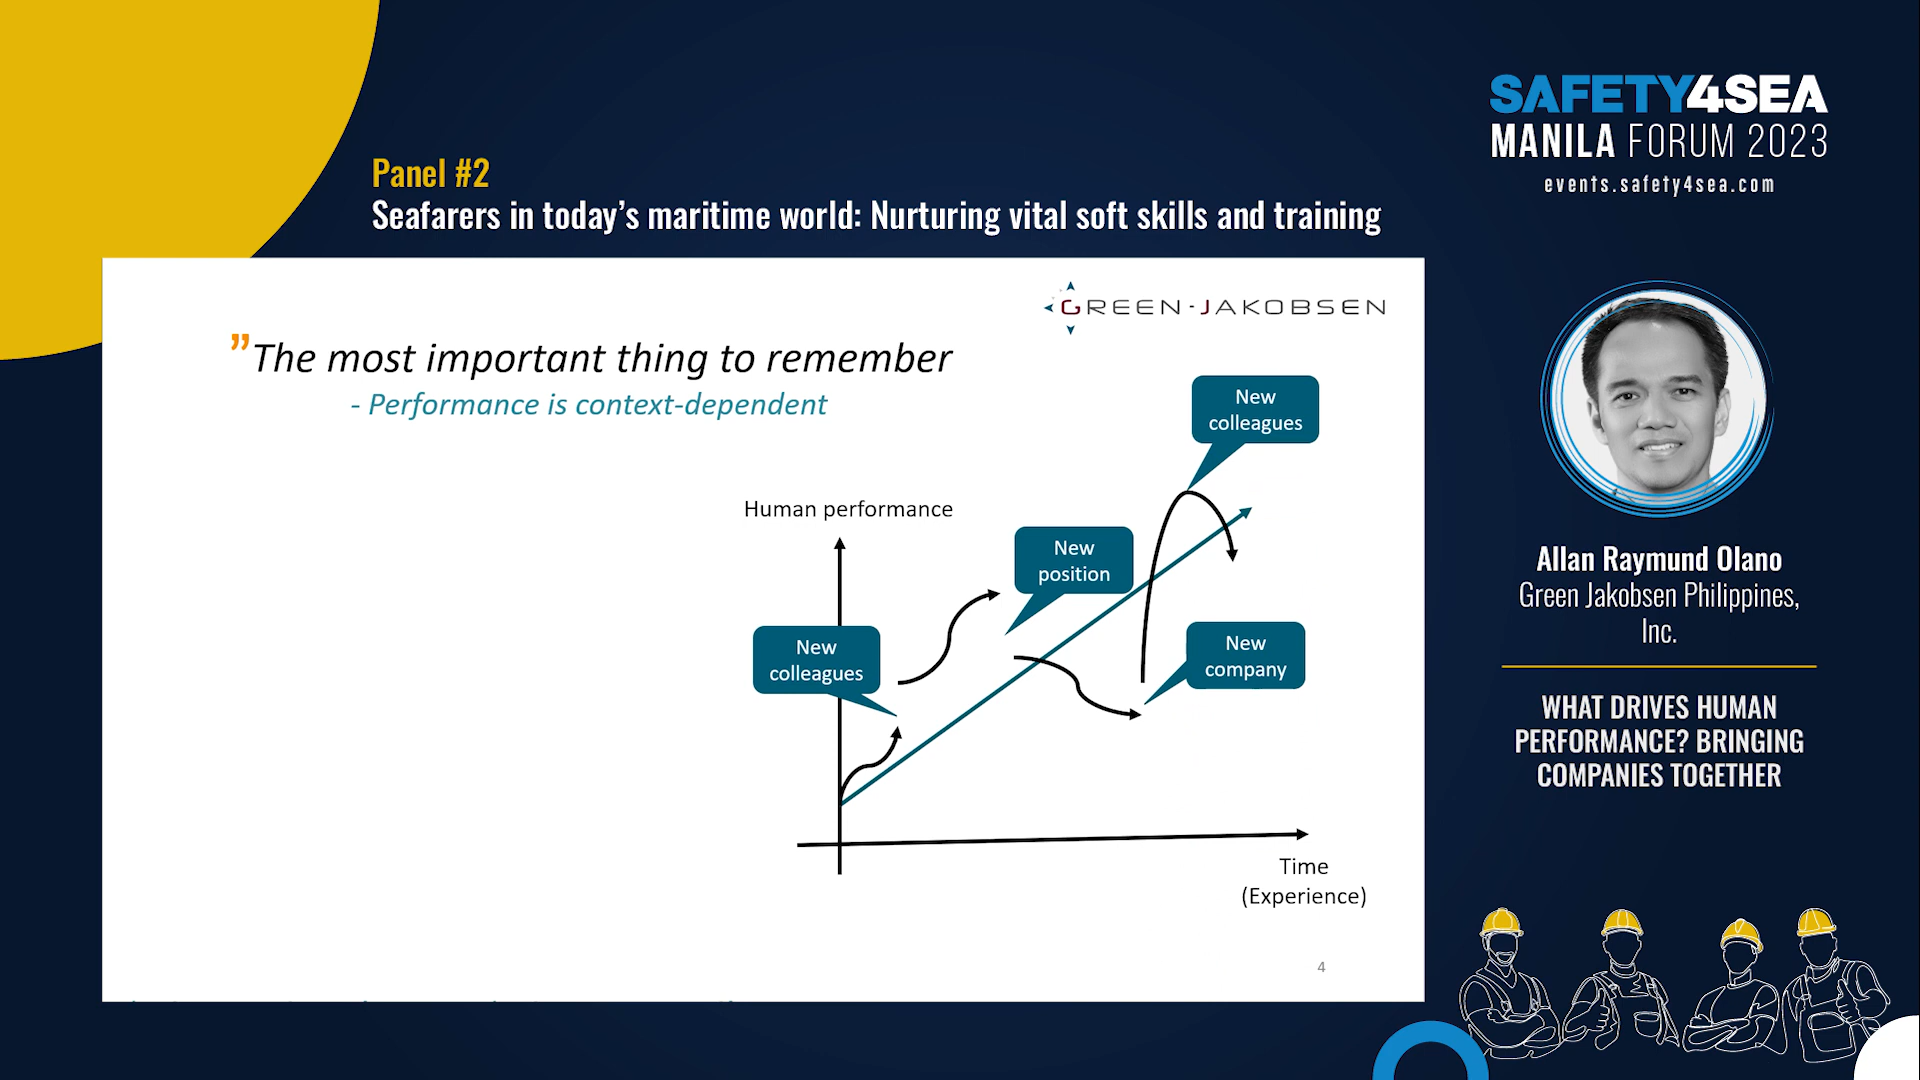 SAFETY4SEA
MANILA FORUM 2023
events.safety4sea.com
Panel #2
Seafarers in today’s maritime world: Nurturing vital soft skills and training
GREEN-JAKOBSEN
”The most important thing to remember
- Performance is context-dependent
New
colleagues
Human performance
New
position
New
colleagues
New
company
Time
(Experience)
4
Allan Raymund Olano
Green Jakobsen Philippines,
Inc.
WHAT DRIVES HUMAN
PERFORMANCE? BRINGING
COMPANIES TOGETHER